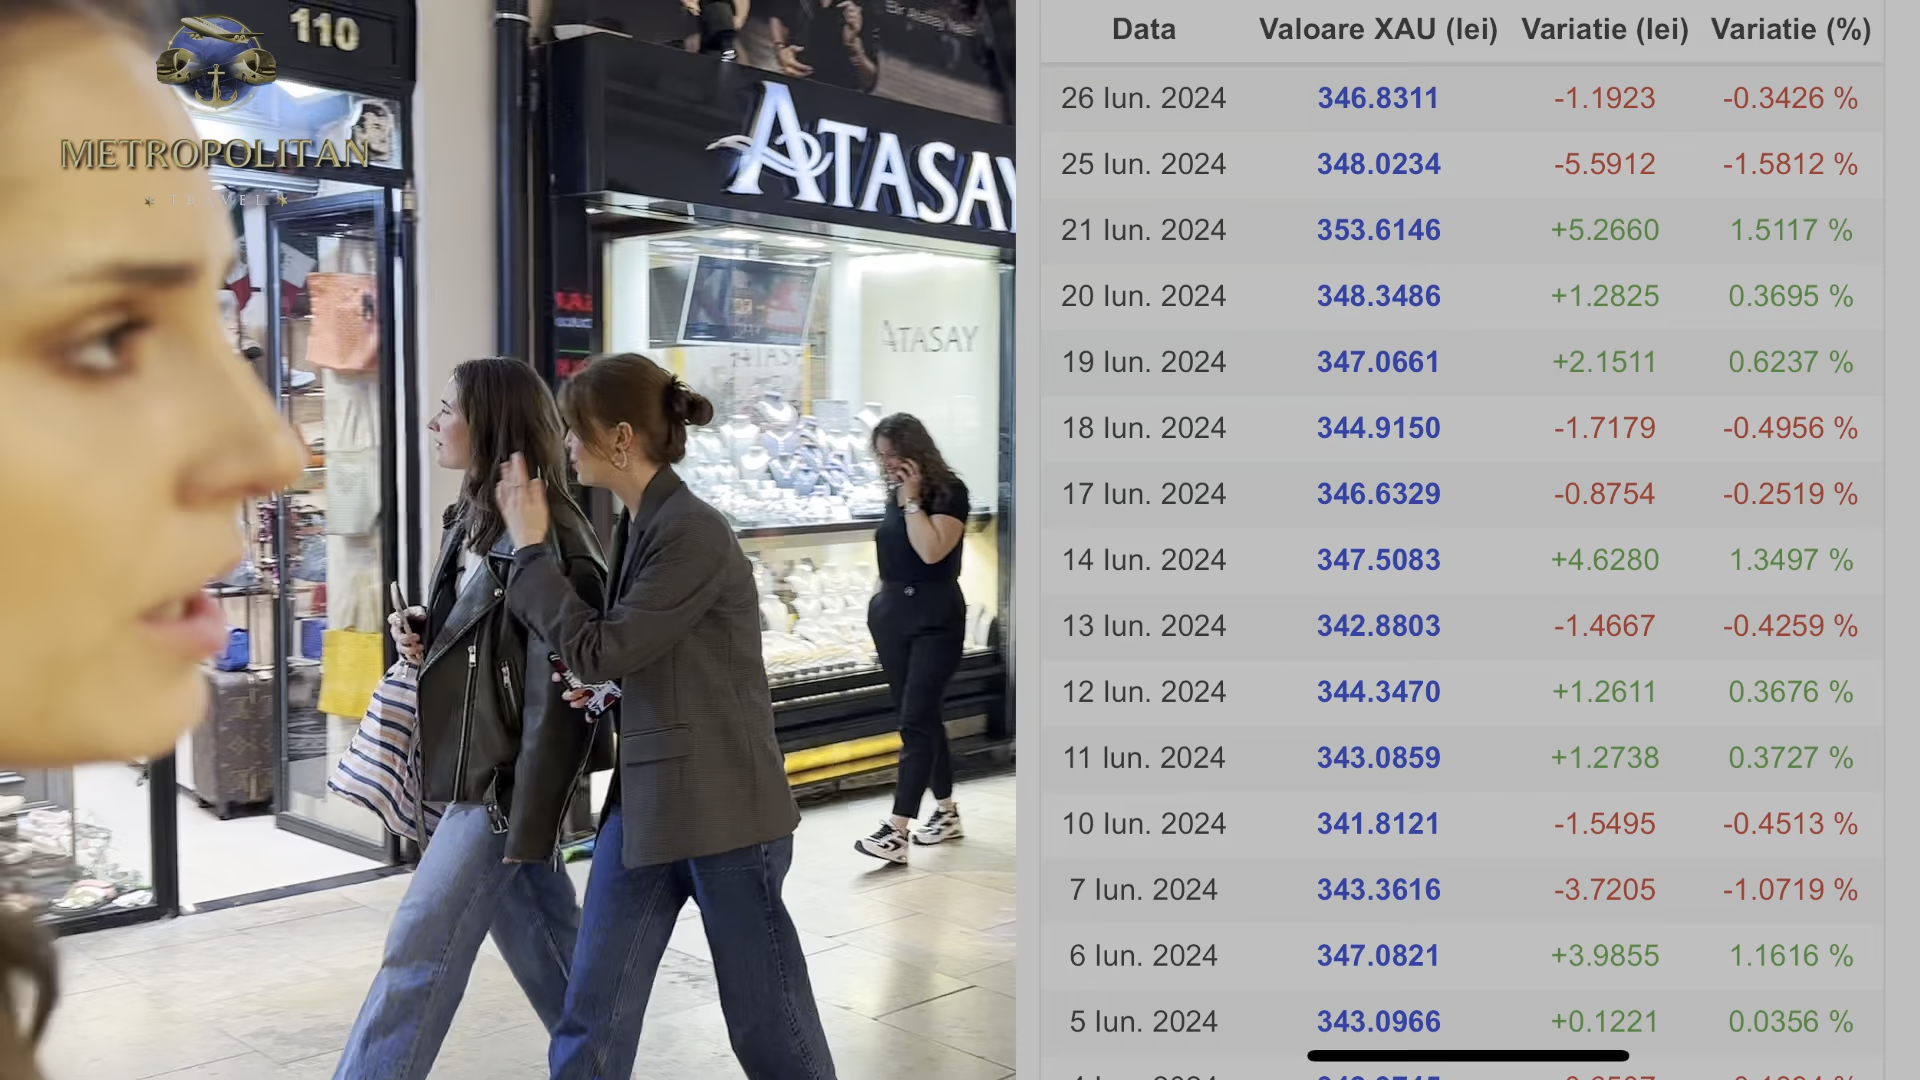 110
METROPOLITAN
TRAVEL
ATASAY
ATASAY
Data Valoare XAU (lei) Variatie (lei) Variatie (%)
26 Iun. 2024 346.8311 -1.1923 -0.3426 %
25 Iun. 2024 348.0234 -5.5912 -1.5812 %
21 Iun. 2024 353.6146 +5.2660 1.5117 %
20 Iun. 2024 348.3486 +1.2825 0.3695 %
19 Iun. 2024 347.0661 +2.1511 0.6237 %
18 Iun. 2024 344.9150 -1.7179 -0.4956 %
17 Iun. 2024 346.6329 -0.8754 -0.2519 %
14 Iun. 2024 347.5083 +4.6280 1.3497 %
13 Iun. 2024 342.8803 -1.4667 -0.4259 %
12 Iun. 2024 344.3470 +1.2611 0.3676 %
11 Iun. 2024 343.0859 +1.2738 0.3727 %
10 Iun. 2024 341.8121 -1.5495 -0.4513 %
7 Iun. 2024 343.3616 -3.7205 -1.0719 %
6 Iun. 2024 347.0821 +3.9855 1.1616 %
5 Iun. 2024 343.0966 +0.1221 0.0356 %